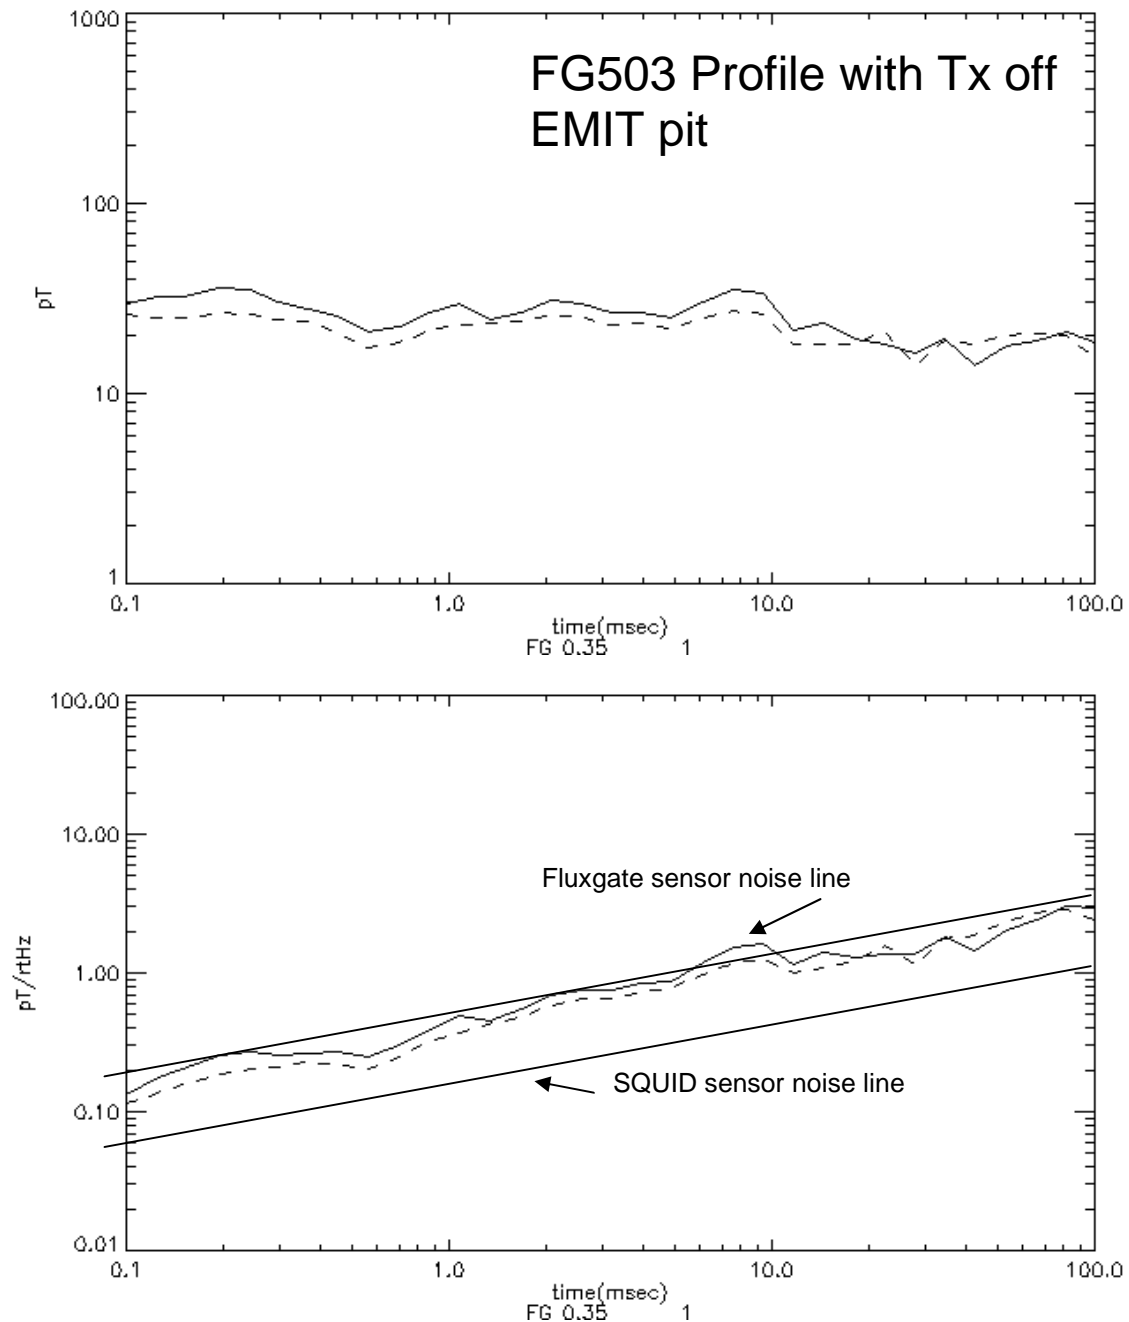 1000
FG503 Profile with Tx off
EMIT pit
100
pT
10
1
0.1 1.0 10.0 100.0
time(msec)
FG 0.35 1
100.00
10.00
Fluxgate sensor noise line
pT/rtHz
1.00
SQUID sensor noise line
0.10
0.01
0.1 1.0 10.0 100.0
time(msec)
FG 0.35 1